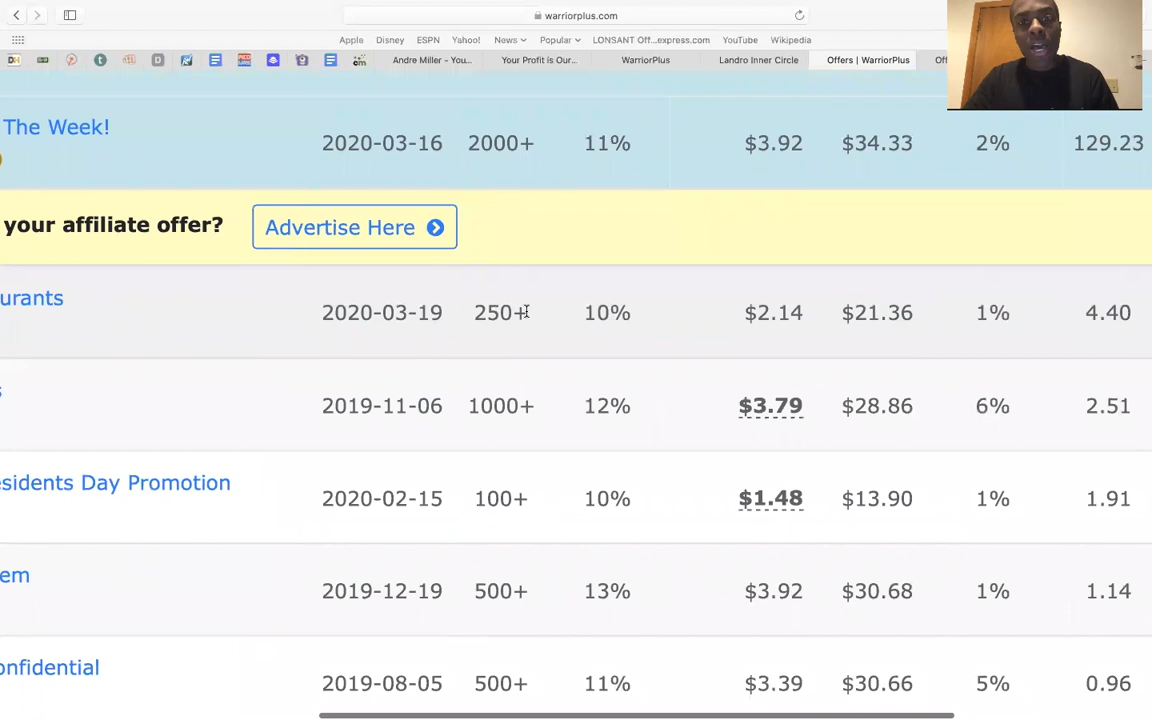 warriorplus.com
Apple Disney ESPN Yahoo! News Popular LONSANT Off...express.com YouTube Wikipedia
Andre Miller - You... Your Profit is Our... WarriorPlus Landro Inner Circle Offers | WarriorPlus Off
The Week! 2020-03-16 2000+ 11% $3.92 $34.33 2% 129.23
your affiliate offer? Advertise Here
urants 2020-03-19 250+ 10% $2.14 $21.36 1% 4.40
s 2019-11-06 1000+ 12% $3.79 $28.86 6% 2.51
esidents Day Promotion 2020-02-15 100+ 10% $1.48 $13.90 1% 1.91
em 2019-12-19 500+ 13% $3.92 $30.68 1% 1.14
onfidential 2019-08-05 500+ 11% $3.39 $30.66 5% 0.96